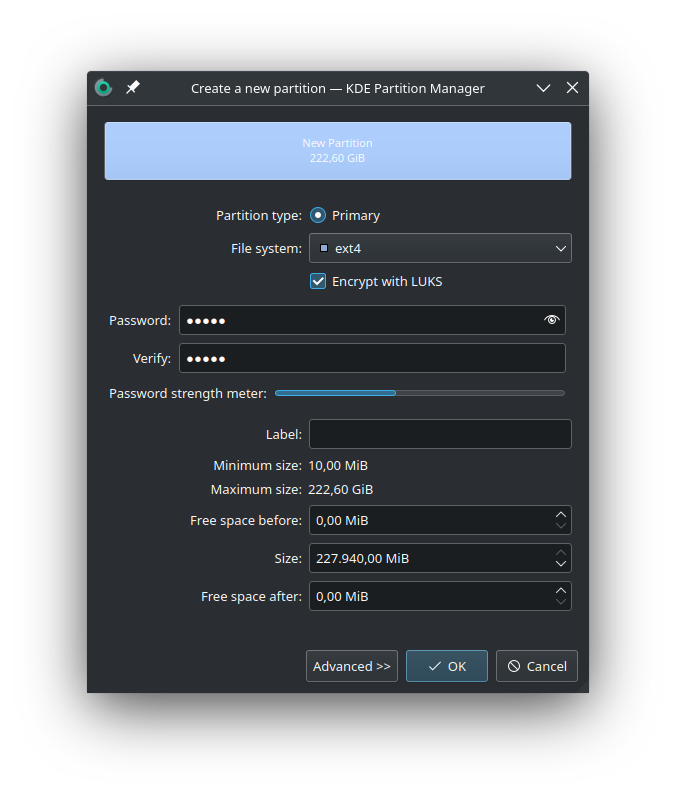 Create a new partition — KDE Partition Manager
New Partition
222,60 GiB
Partition type: Primary
File system: ext4
Encrypt with LUKS
Password: ●●●●●
Verify: ●●●●●
Password strength meter:
Label:
Minimum size: 10,00 MiB
Maximum size: 222,60 GiB
Free space before: 0,00 MiB
Size: 227.940,00 MiB
Free space after: 0,00 MiB
Advanced >> OK Cancel